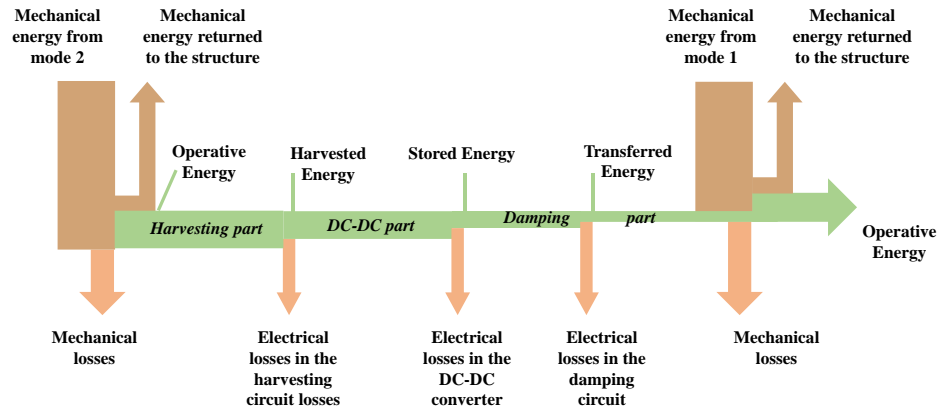 Mechanical
energy from
mode 2
Mechanical
energy returned
to the structure
Mechanical
energy from
mode 1
Mechanical
energy returned
to the structure
Operative
Energy
Harvested
Energy
Stored Energy
Transferred
Energy
Harvesting part
DC-DC part
Damping
part
Operative
Energy
Mechanical
losses
Electrical
losses in the
harvesting
circuit losses
Electrical
losses in the
DC-DC
converter
Electrical
losses in the
damping
circuit
Mechanical
losses